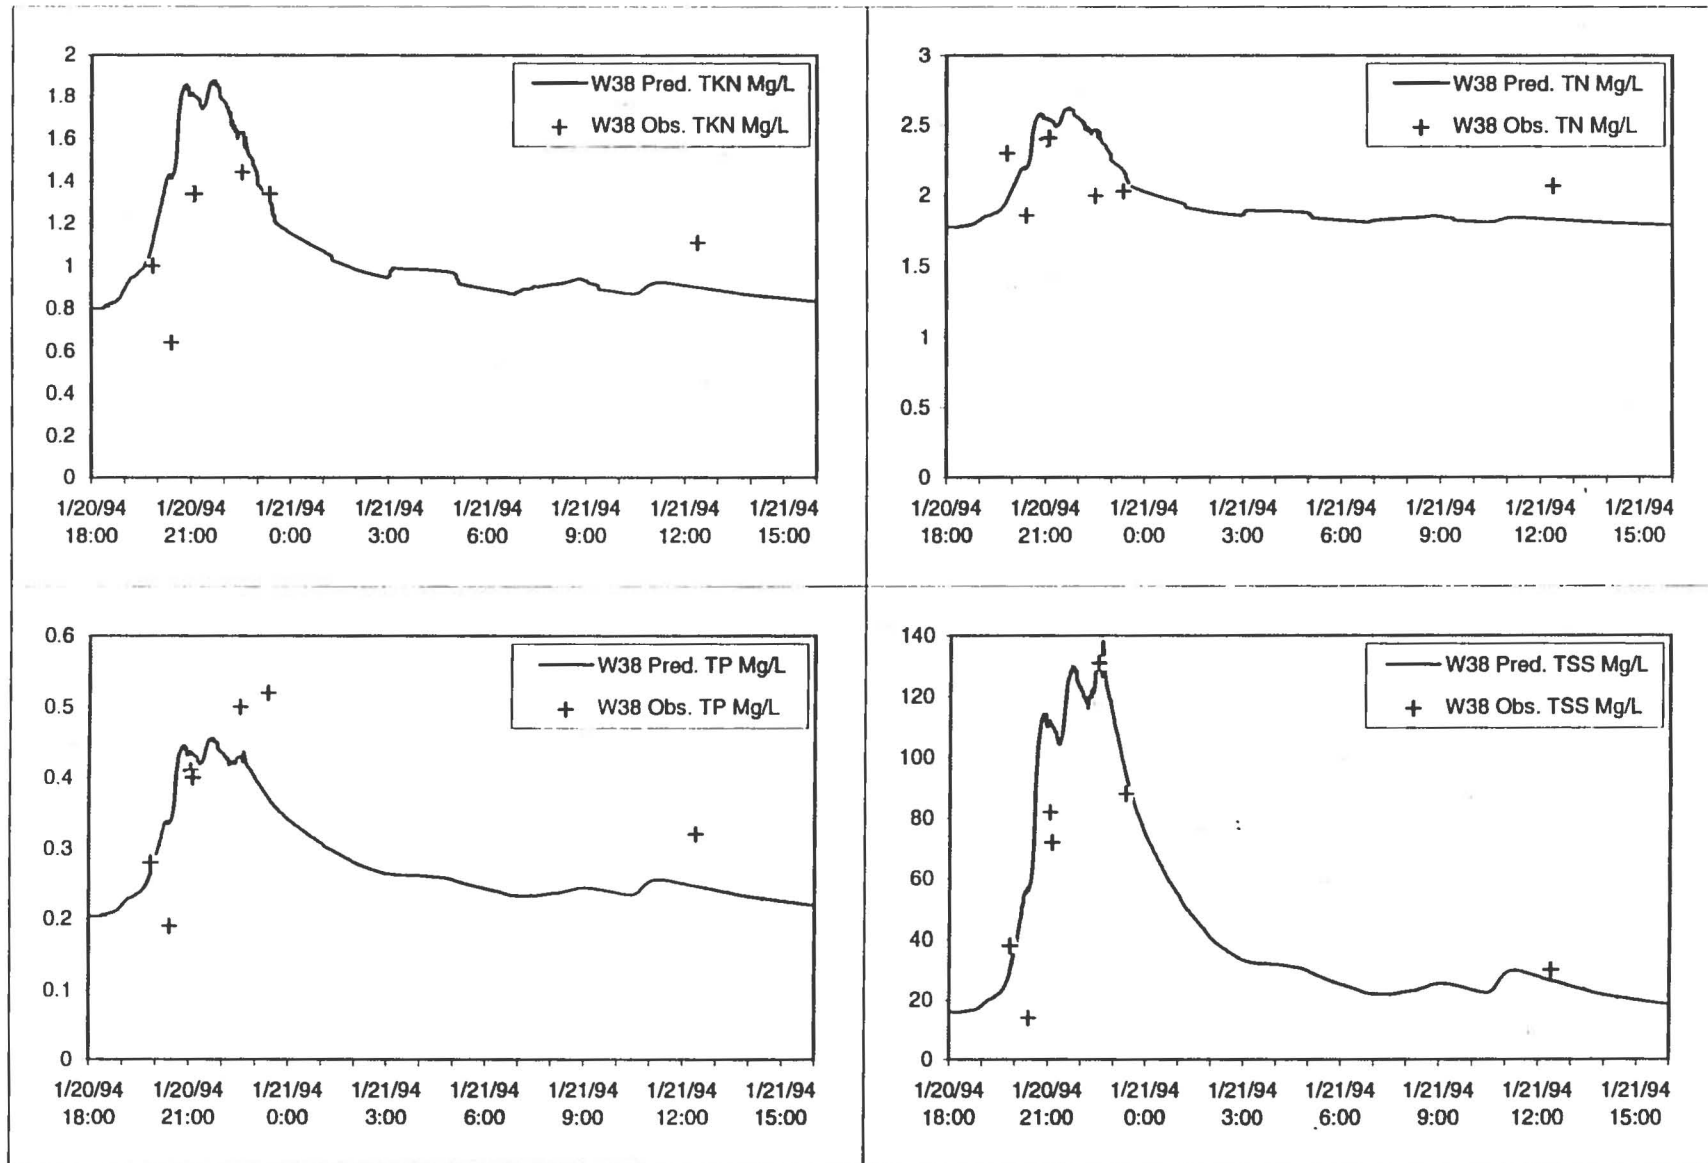 2
1.8
1.6
1.4
1.2
1
0.8
0.6
0.4
0.2
0
W38 Pred. TKN Mg/L
+ W38 Obs. TKN Mg/L
1/20/94 1/20/94 1/21/94 1/21/94 1/21/94 1/21/94 1/21/94 1/21/94
18:00 21:00 0:00 3:00 6:00 9:00 12:00 15:00
3
2.5
2
1.5
1
0.5
0
W38 Pred. TN Mg/L
+ W38 Obs. TN Mg/L
1/20/94 1/20/94 1/21/94 1/21/94 1/21/94 1/21/94 1/21/94 1/21/94
18:00 21:00 0:00 3:00 6:00 9:00 12:00 15:00
0.6
0.5
0.4
0.3
0.2
0.1
0
W38 Pred. TP Mg/L
+ W38 Obs. TP Mg/L
1/20/94 1/20/94 1/21/94 1/21/94 1/21/94 1/21/94 1/21/94 1/21/94
18:00 21:00 0:00 3:00 6:00 9:00 12:00 15:00
140
120
100
80
60
40
20
0
W38 Pred. TSS Mg/L
+ W38 Obs. TSS Mg/L
1/20/94 1/20/94 1/21/94 1/21/94 1/21/94 1/21/94 1/21/94 1/21/94
18:00 21:00 0:00 3:00 6:00 9:00 12:00 15:00